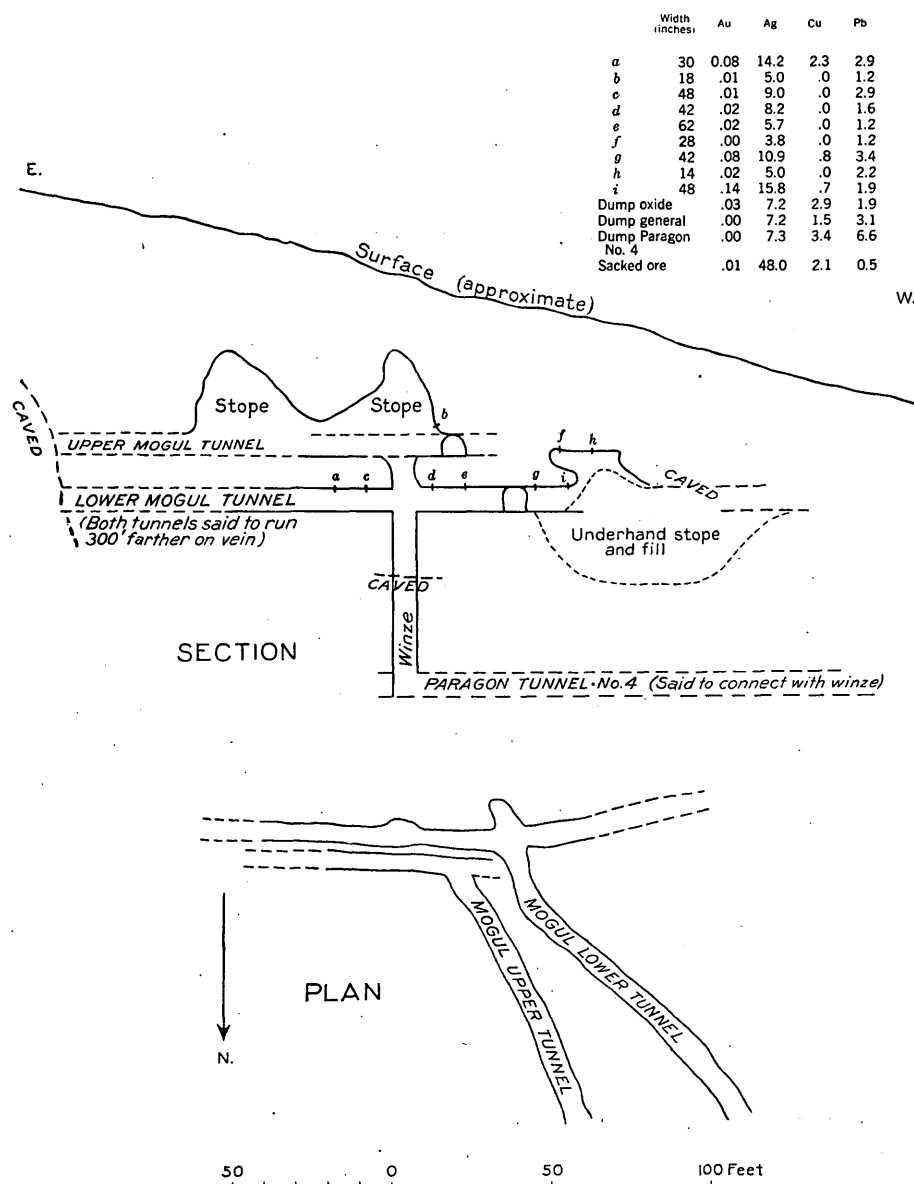 Width (inches) Au Ag Cu Pb
a 30 0.08 14.2 2.3 2.9
b 18 .01 5.0 .0 1.2
c 48 .01 9.0 .0 2.9
d 42 .02 8.2 .0 1.6
e 62 .02 5.7 .0 1.2
f 28 .00 3.8 .0 1.2
g 42 .08 10.9 .8 3.4
h 14 .02 5.0 .0 2.2
i 48 .14 15.8 .7 1.9
Dump oxide .03 7.2 2.9 1.9
Dump general .00 7.2 1.5 3.1
Dump Paragon .00 7.3 3.4 6.6
No. 4
Sacked ore .01 48.0 2.1 0.5
E.
W.
Surface (approximate)
CAVED
Stope
Stope
b
UPPER MOGUL TUNNEL
f h
a c d e g i
CAVED
LOWER MOGUL TUNNEL
(Both tunnels said to run
300' farther on vein)
Underhand stope
and fill
CAVED
Winze
SECTION
PARAGON TUNNEL·No.4 (Said to connect with winze)
MOGUL UPPER TUNNEL
MOGUL LOWER TUNNEL
PLAN
N.
50 0 50 100 Feet